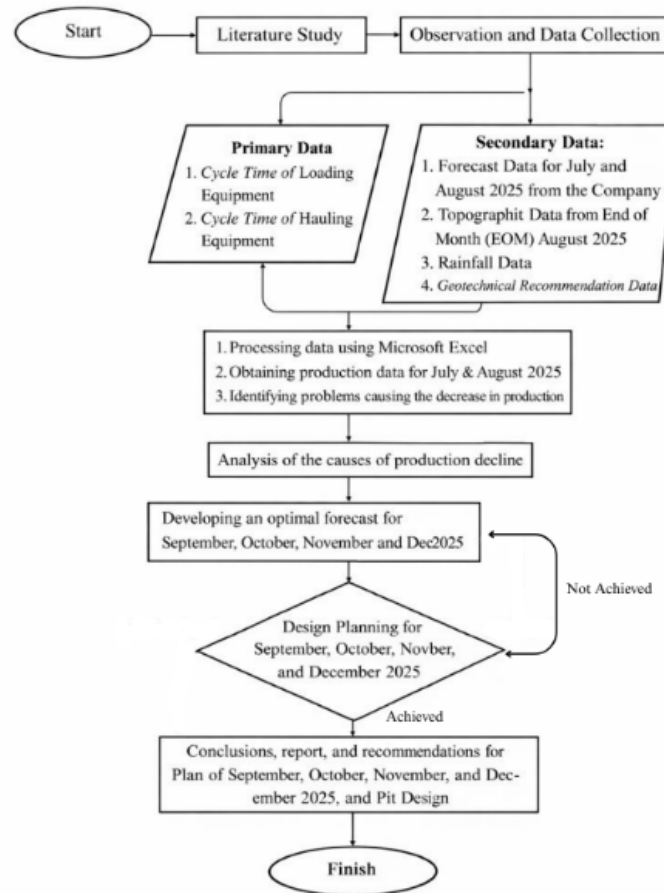 Start
Literature Study
Observation and Data Collection
Primary Data
1. Cycle Time of Loading
Equipment
2. Cycle Time of Hauling
Equipment
Secondary Data:
1. Forecast Data for July and
August 2025 from the Company
2. Topographit Data from End of
Month (EOM) August 2025
3. Rainfall Data
4. Geotechnical Recommendation Data
1. Processing data using Microsoft Excel
2. Obtaining production data for July & August 2025
3. Identifying problems causing the decrease in production
Analysis of the causes of production decline
Developing an optimal forecast for
September, October, November and Dec2025
Not Achieved
Design Planning for
September, October, Novber,
and December 2025
Achieved
Conclusions, report, and recommendations for
Plan of September, October, November, and Dec-
ember 2025, and Pit Design
Finish